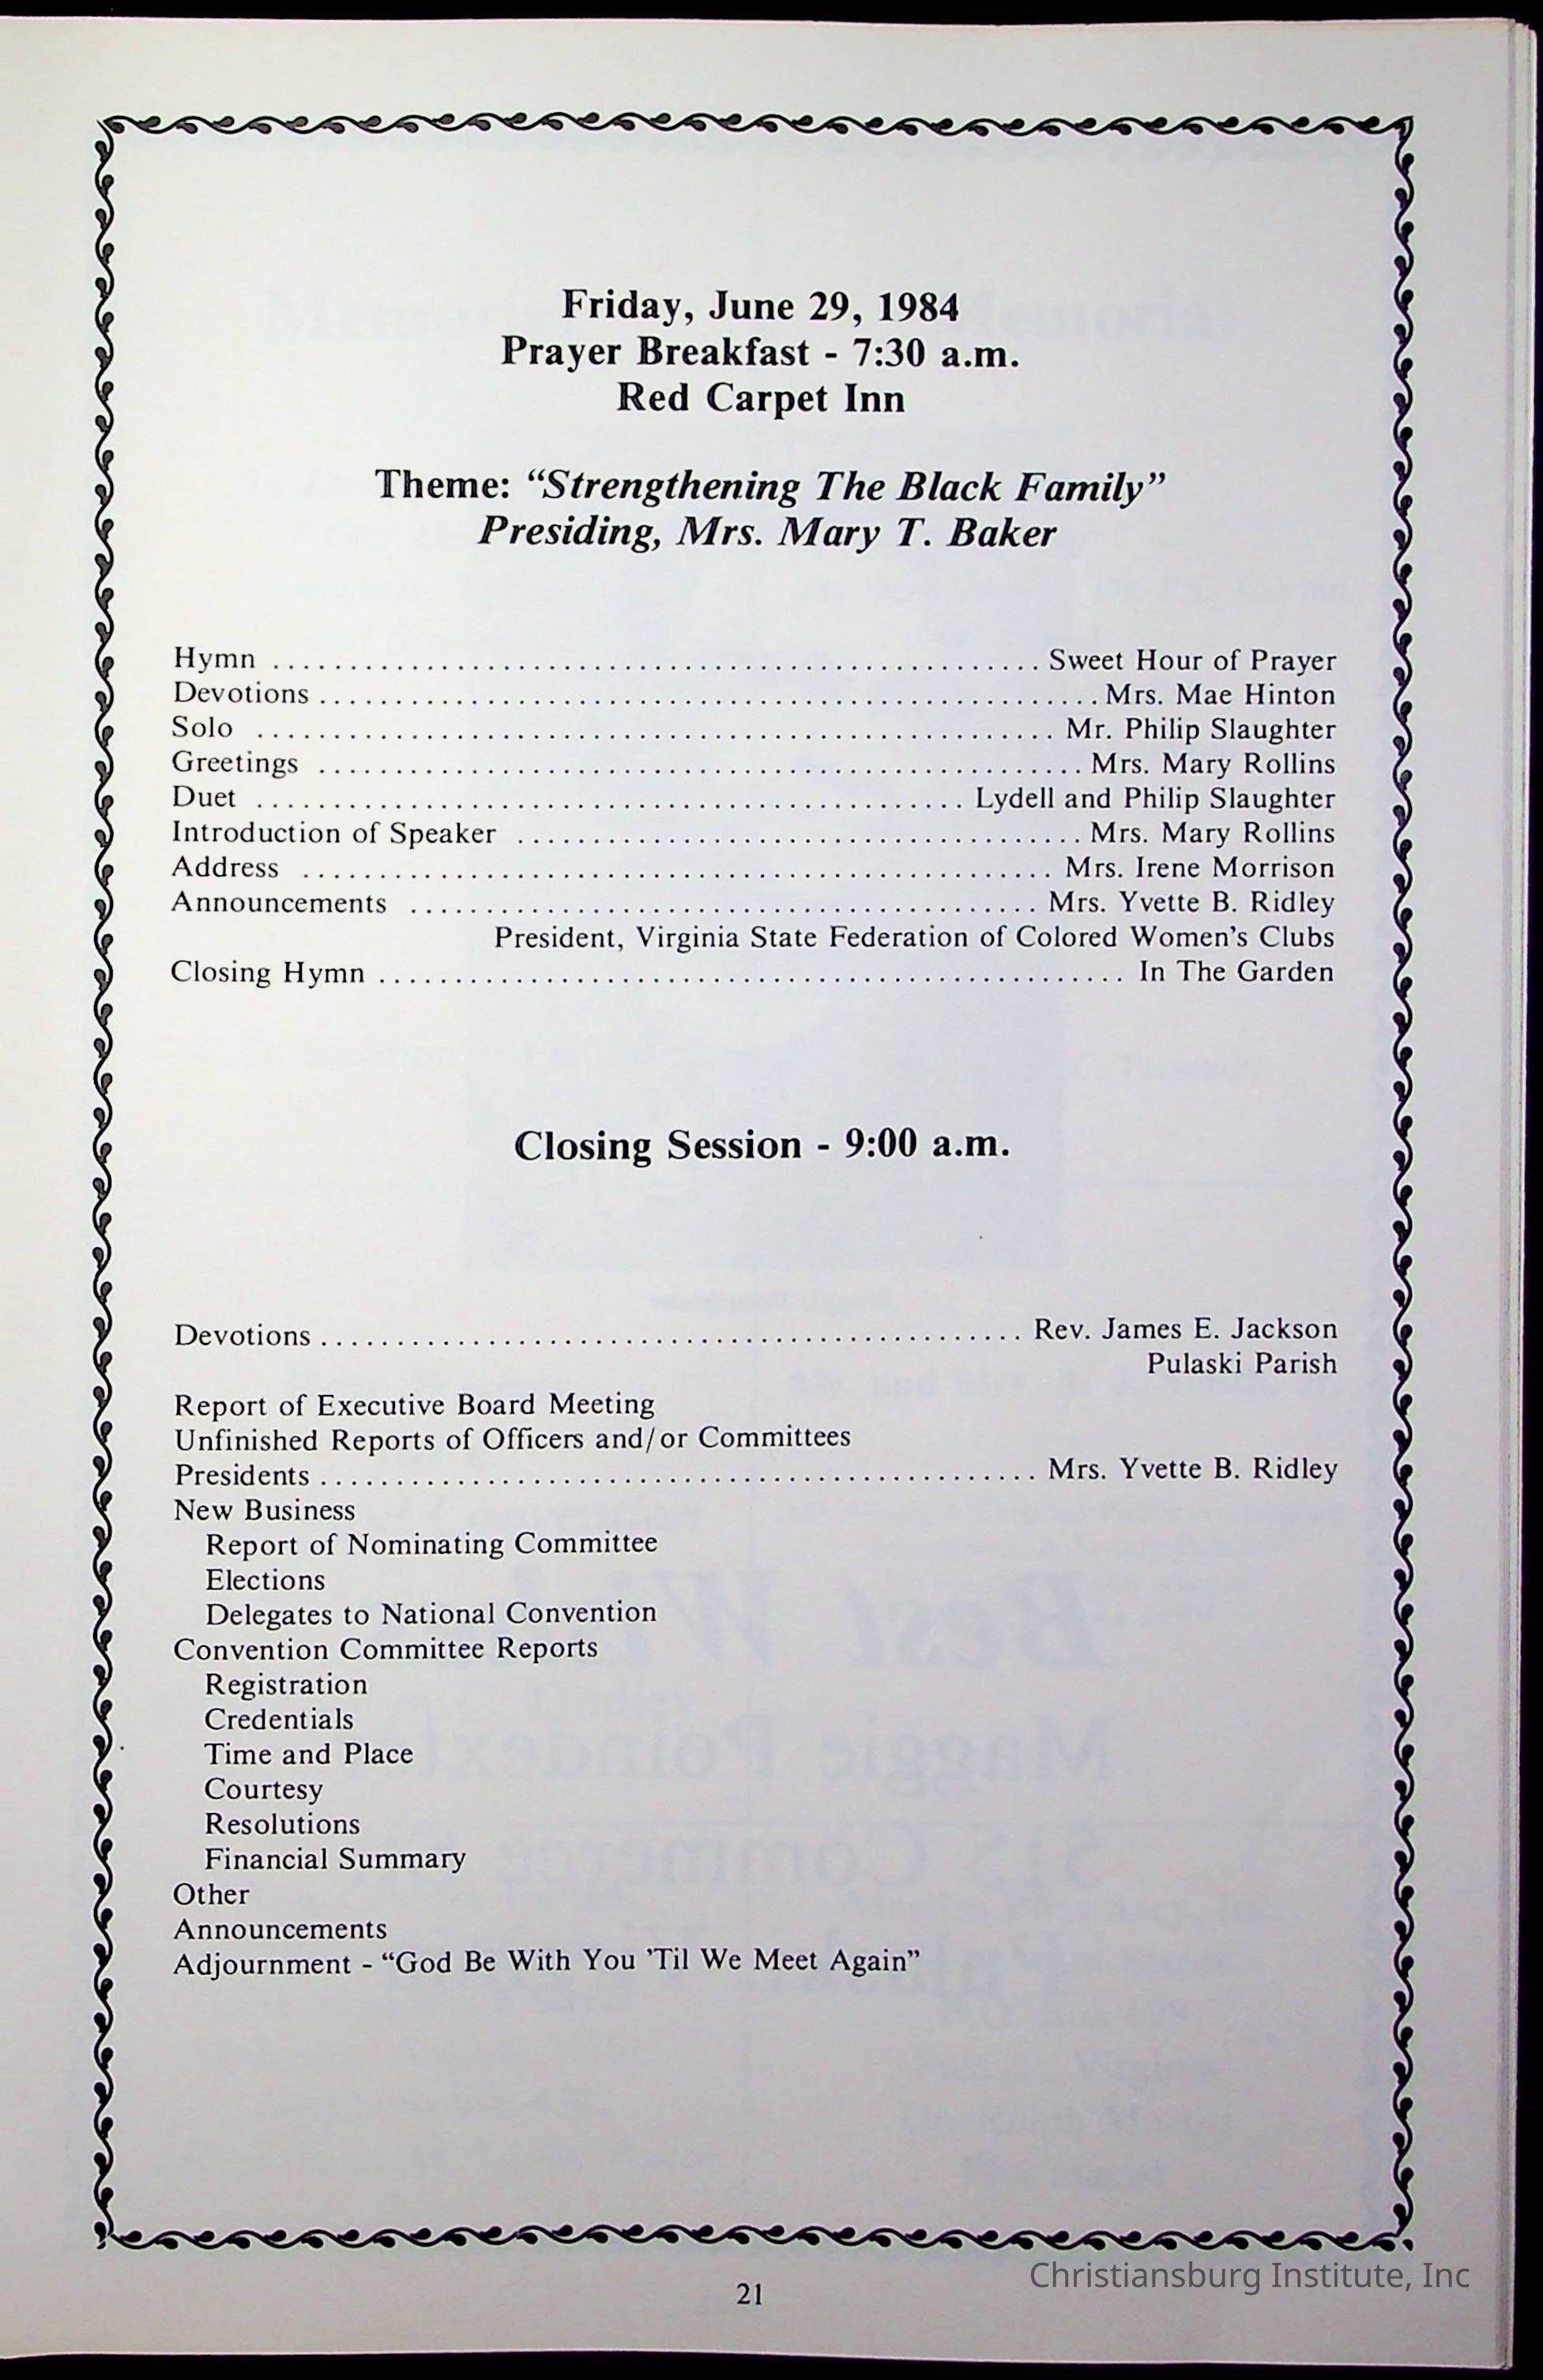 Friday, June 29, 1984
Prayer Breakfast - 7:30 a.m.
Red Carpet Inn
Theme: “Strengthening The Black Family”
Presiding, Mrs. Mary T. Baker
Hymn ................................................... Sweet Hour of Prayer
Devotions .................................................... Mrs. Mae Hinton
Solo ..................................................... Mr. Philip Slaughter
Greetings ................................................... Mrs. Mary Rollins
Duet ............................................... Lydell and Philip Slaughter
Introduction of Speaker ...................................... Mrs. Mary Rollins
Address .................................................. Mrs. Irene Morrison
Announcements .......................................... Mrs. Yvette B. Ridley
President, Virginia State Federation of Colored Women's Clubs
Closing Hymn .................................................. In The Garden
Closing Session - 9:00 a.m.
Devotions ............................................... Rev. James E. Jackson
Pulaski Parish
Report of Executive Board Meeting
Unfinished Reports of Officers and/or Committees
Presidents ................................................ Mrs. Yvette B. Ridley
New Business
Report of Nominating Committee
Elections
Delegates to National Convention
Convention Committee Reports
Registration
Credentials
Time and Place
Courtesy
Resolutions
Financial Summary
Other
Announcements
Adjournment - “God Be With You 'Til We Meet Again”
21
Christiansburg Institute, Inc